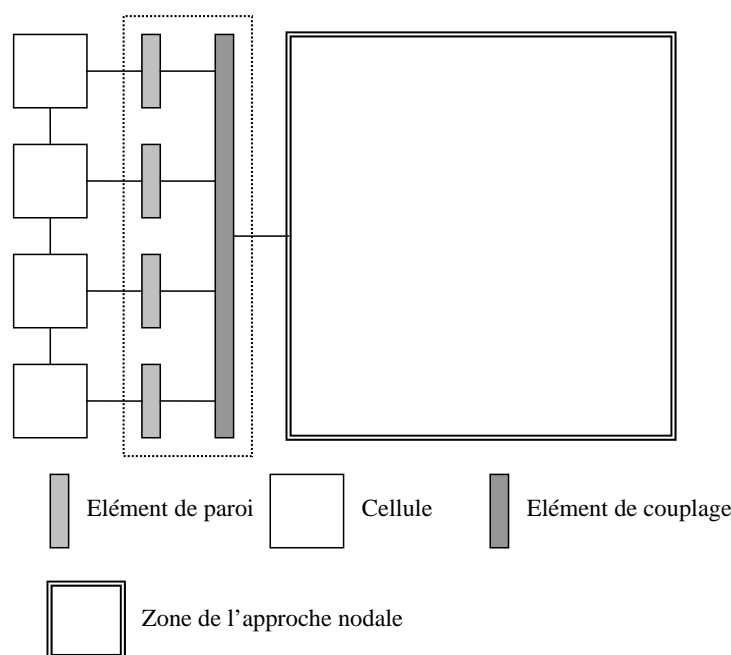 Elément de paroi
Cellule
Elément de couplage
Zone de l’approche nodale